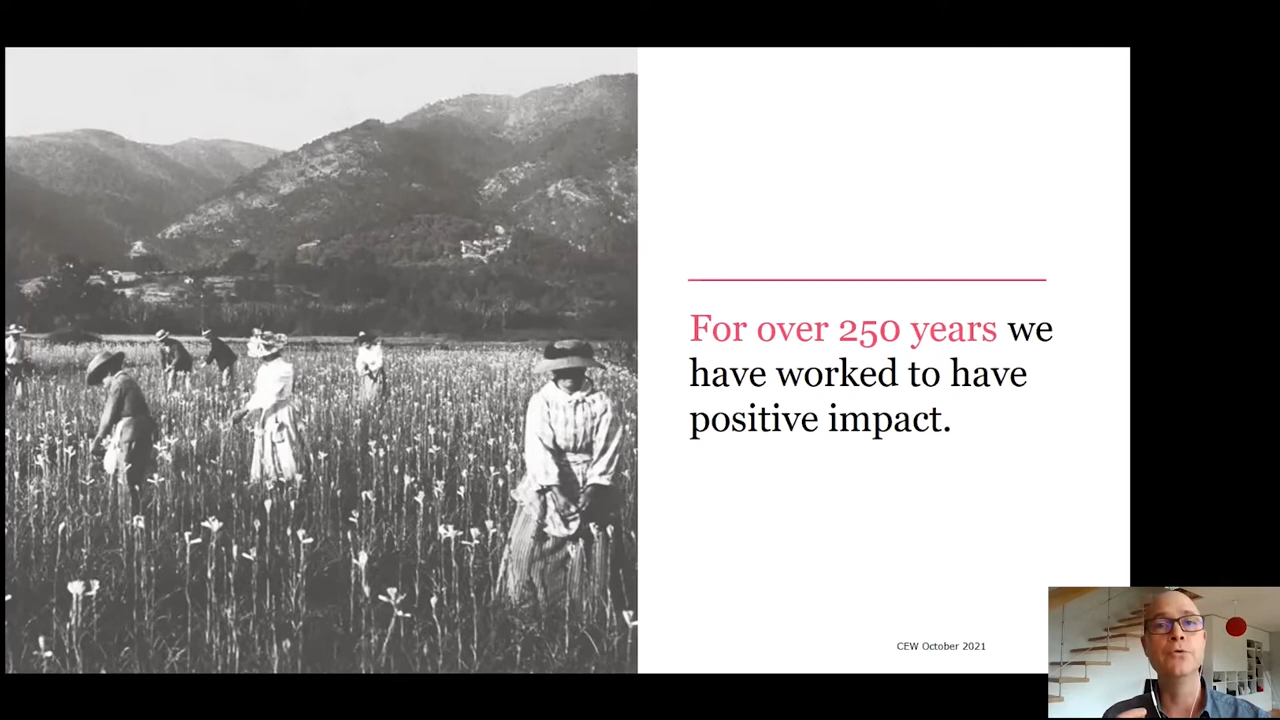 For over 250 years we
have worked to have
positive impact.
CEW October 2021